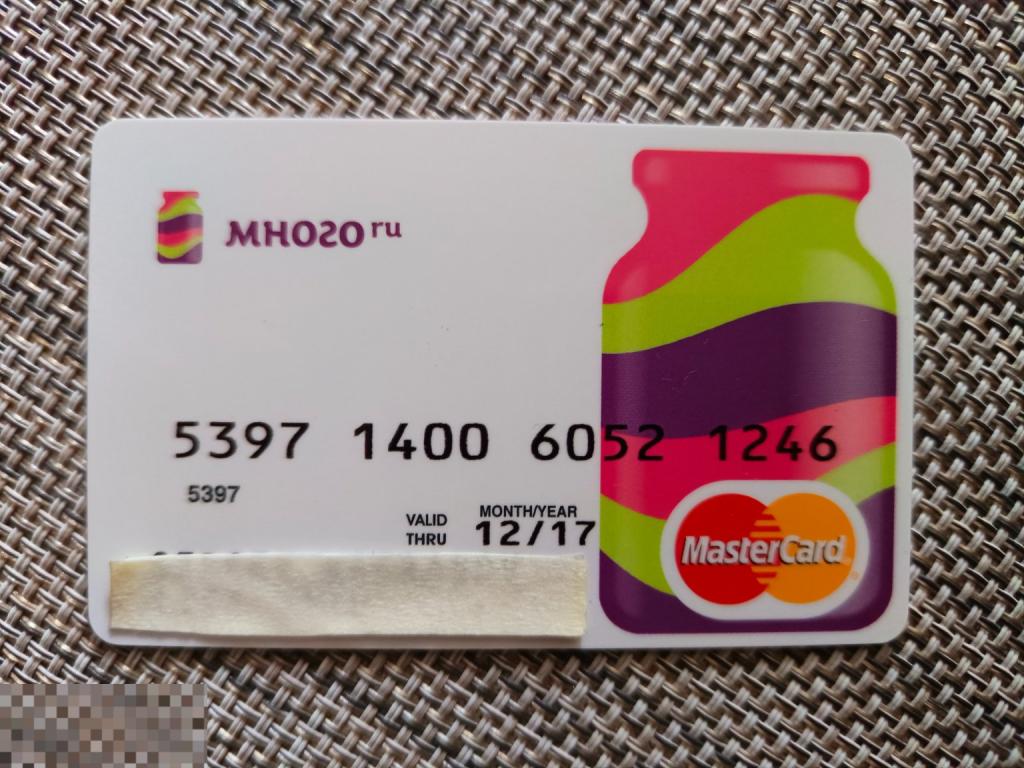 много ru
5397 1400 6052 1246
5397
VALID THRU
MONTH/YEAR
12/17
MasterCard